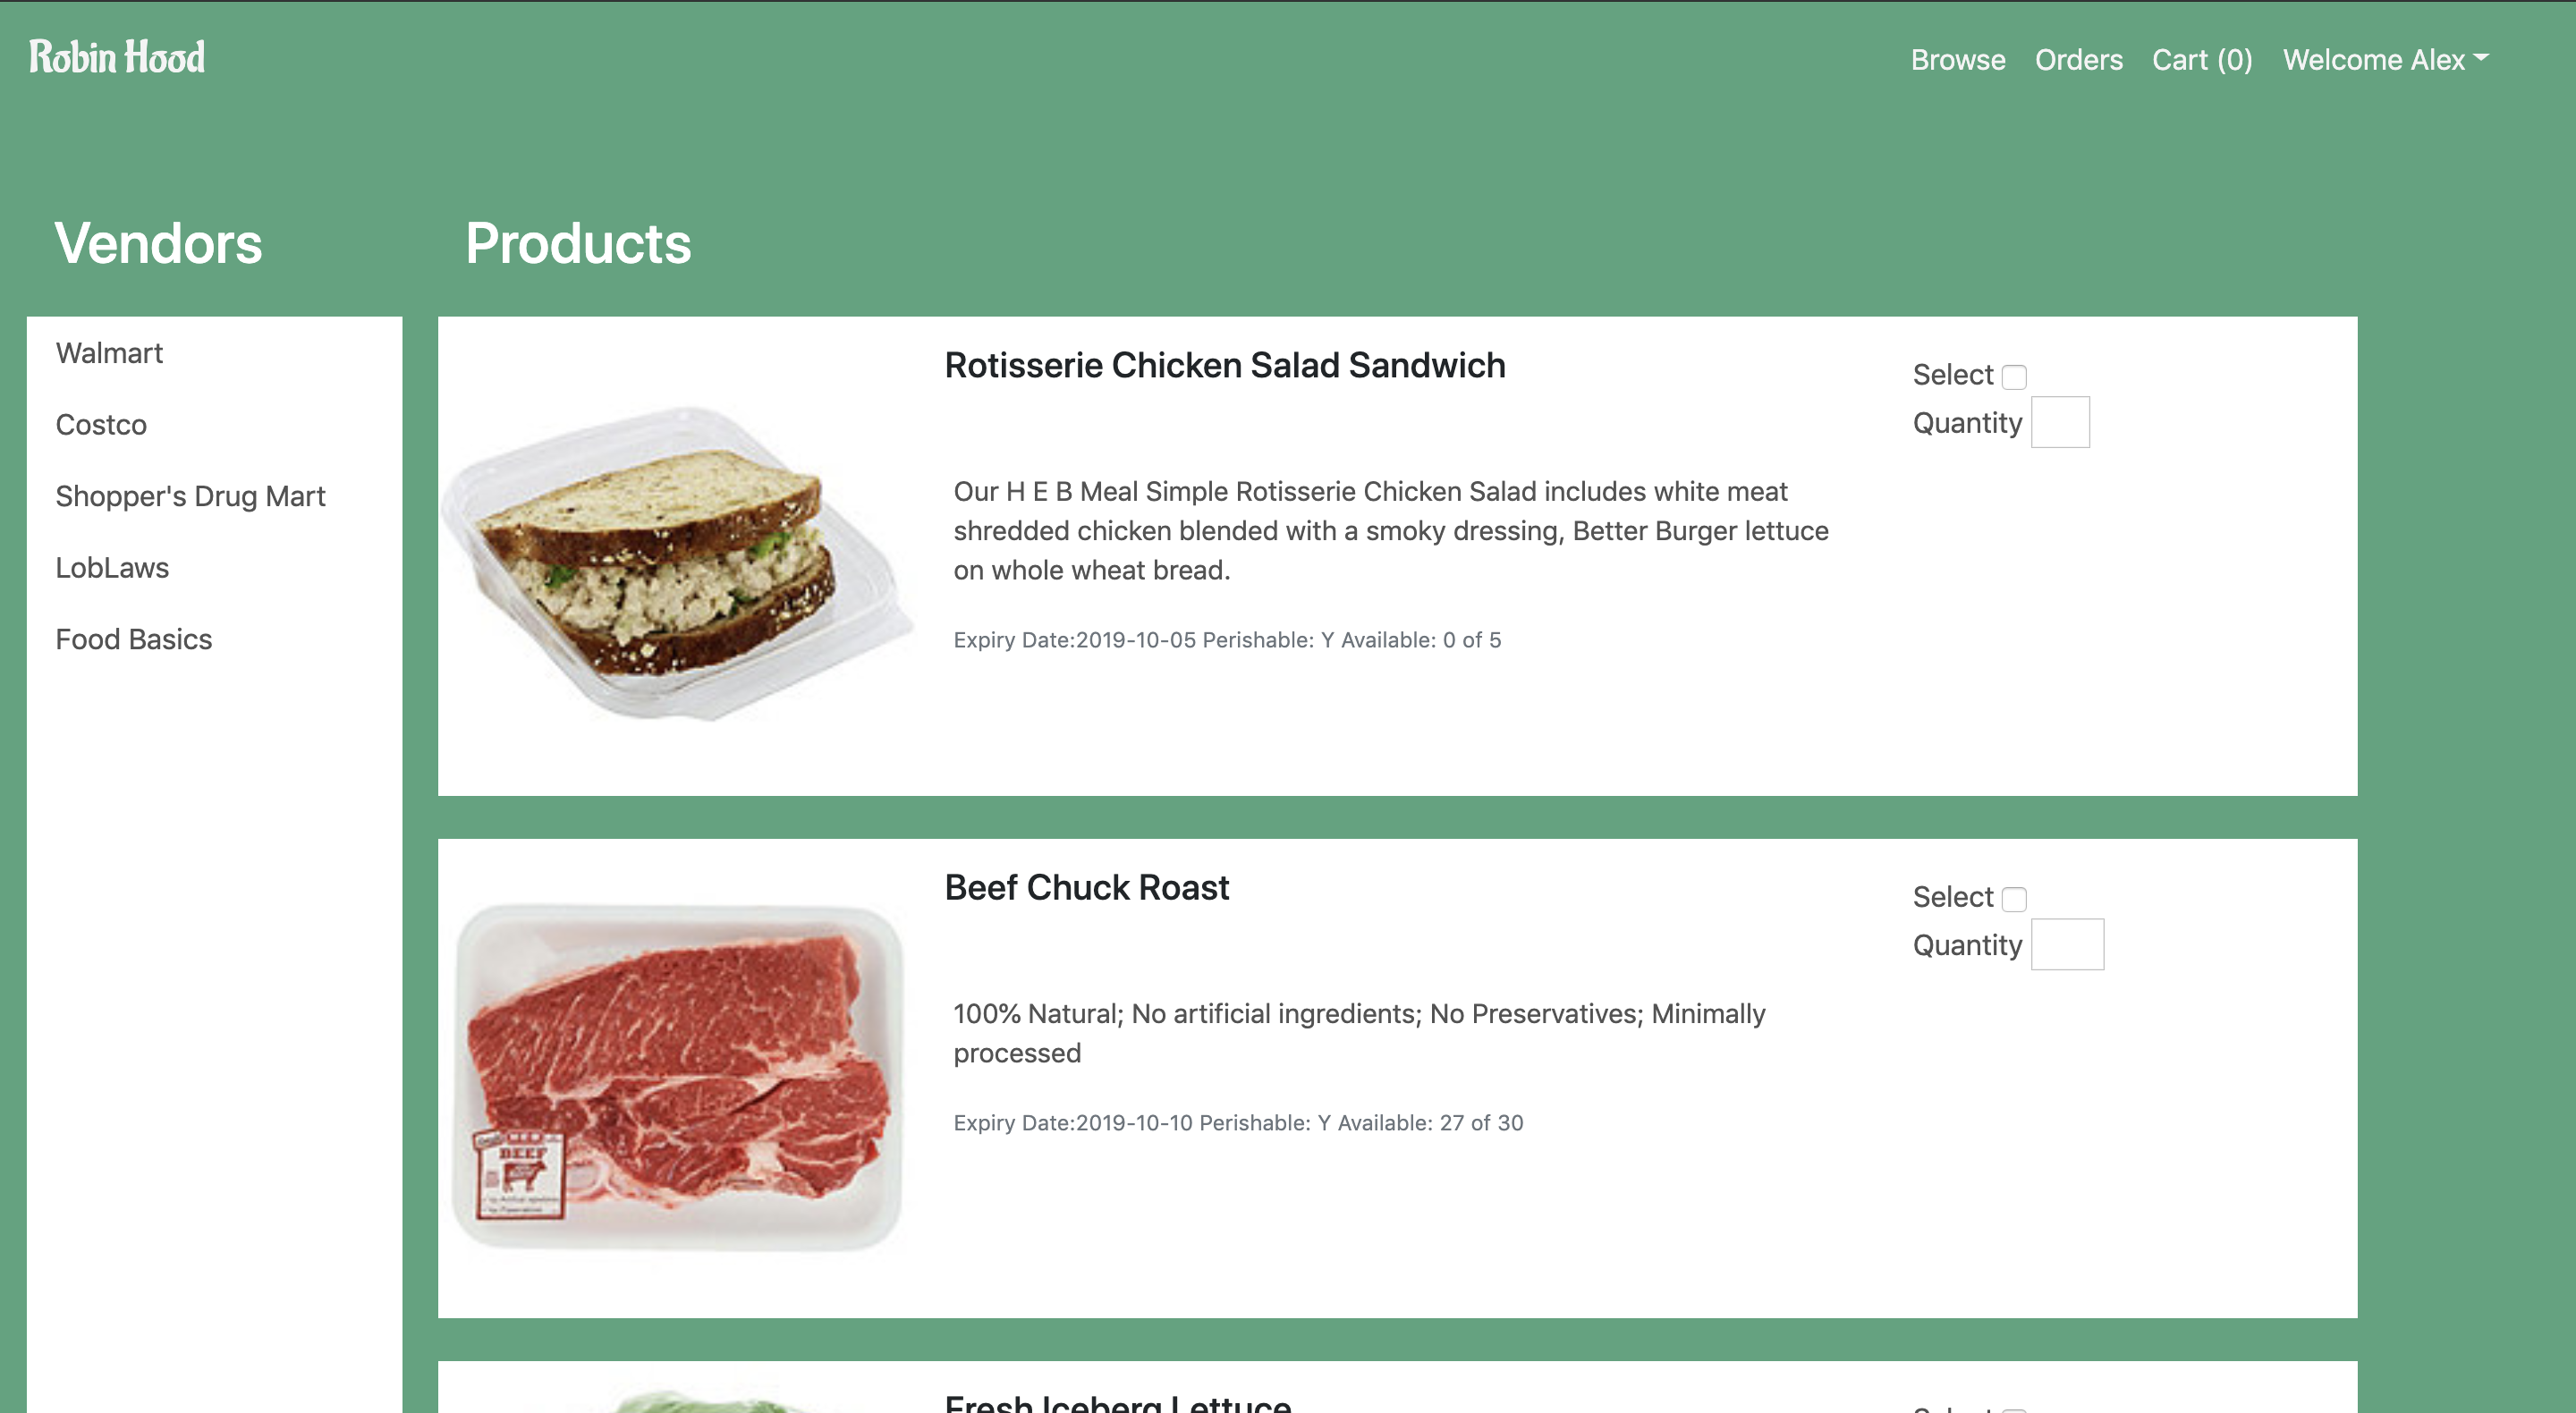 Robin Hood
Browse Orders Cart (0) Welcome Alex
Vendors
Products
Walmart
Costco
Shopper's Drug Mart
LobLaws
Food Basics
Rotisserie Chicken Salad Sandwich
Select
Quantity
Our H E B Meal Simple Rotisserie Chicken Salad includes white meat
shredded chicken blended with a smoky dressing, Better Burger lettuce
on whole wheat bread.
Expiry Date:2019-10-05 Perishable: Y Available: 0 of 5
Beef Chuck Roast
Select
Quantity
100% Natural; No artificial ingredients; No Preservatives; Minimally
processed
Expiry Date:2019-10-10 Perishable: Y Available: 27 of 30
BEEF
Fresh Iceberg Lettuce
Select